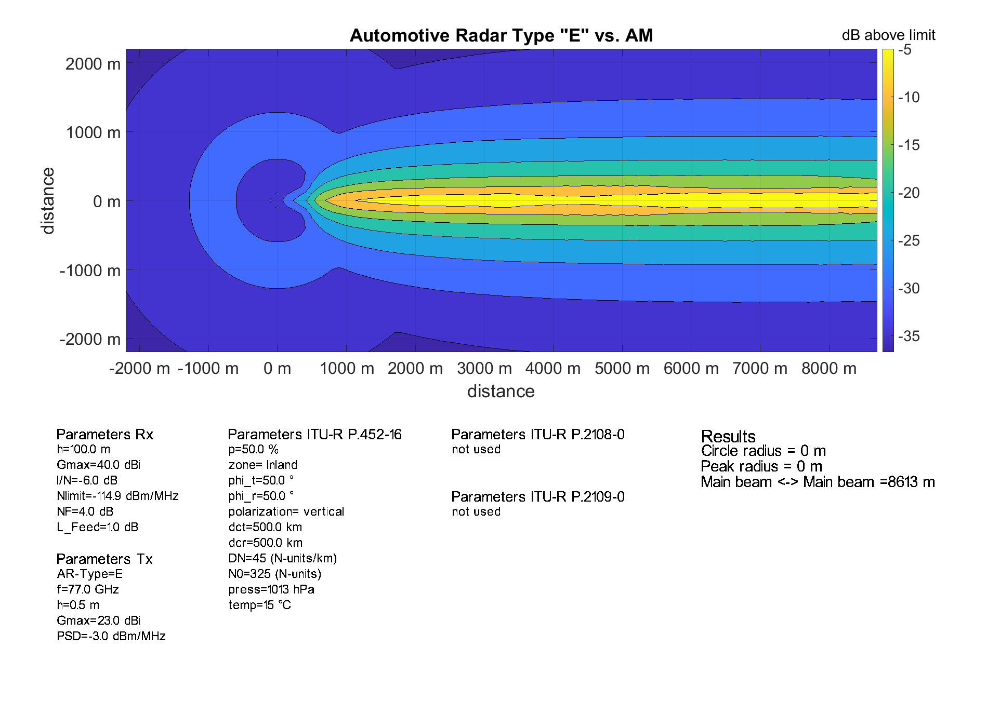 Automotive Radar Type "E" vs. AM
dB above limit
-5
-10
-15
-20
-25
-30
-35
2000 m
1000 m
0 m
-1000 m
-2000 m
distance
-2000 m -1000 m 0 m 1000 m 2000 m 3000 m 4000 m 5000 m 6000 m 7000 m 8000 m
distance
Parameters Rx
h=100.0 m
Gmax=40.0 dBi
I/N=-6.0 dB
Nlimit=-114.9 dBm/MHz
NF=4.0 dB
L_Feed=1.0 dB
Parameters Tx
AR-Type=E
f=77.0 GHz
h=0.5 m
Gmax=23.0 dBi
PSD=-3.0 dBm/MHz
Parameters ITU-R P.452-16
p=50.0 %
zone= Inland
phi_t=50.0 °
phi_r=50.0 °
polarization= vertical
dct=500.0 km
dcr=500.0 km
DN=45 (N-units/km)
N0=325 (N-units)
press=1013 hPa
temp=15 °C
Parameters ITU-R P.2108-0
not used
Parameters ITU-R P.2109-0
not used
Results
Circle radius = 0 m
Peak radius = 0 m
Main beam <-> Main beam =8613 m